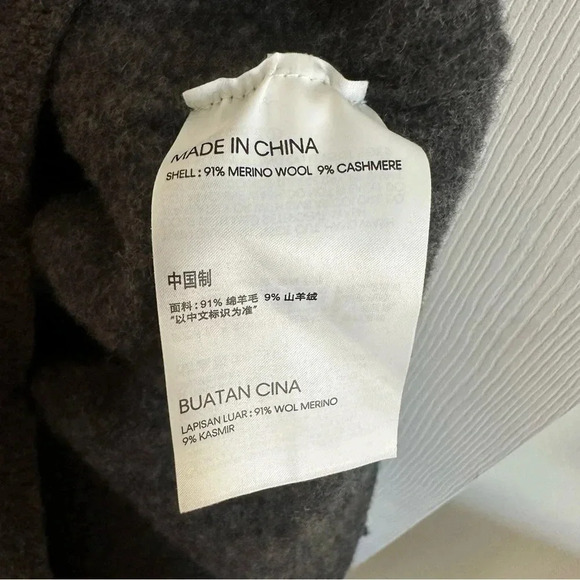 MADE IN CHINA
SHELL : 91% MERINO WOOL 9% CASHMERE
中国制
面料 : 91% 绵羊毛 9% 山羊绒
"以中文标识为准"
BUATAN CINA
LAPISAN LUAR : 91% WOL MERINO
9% KASMIR